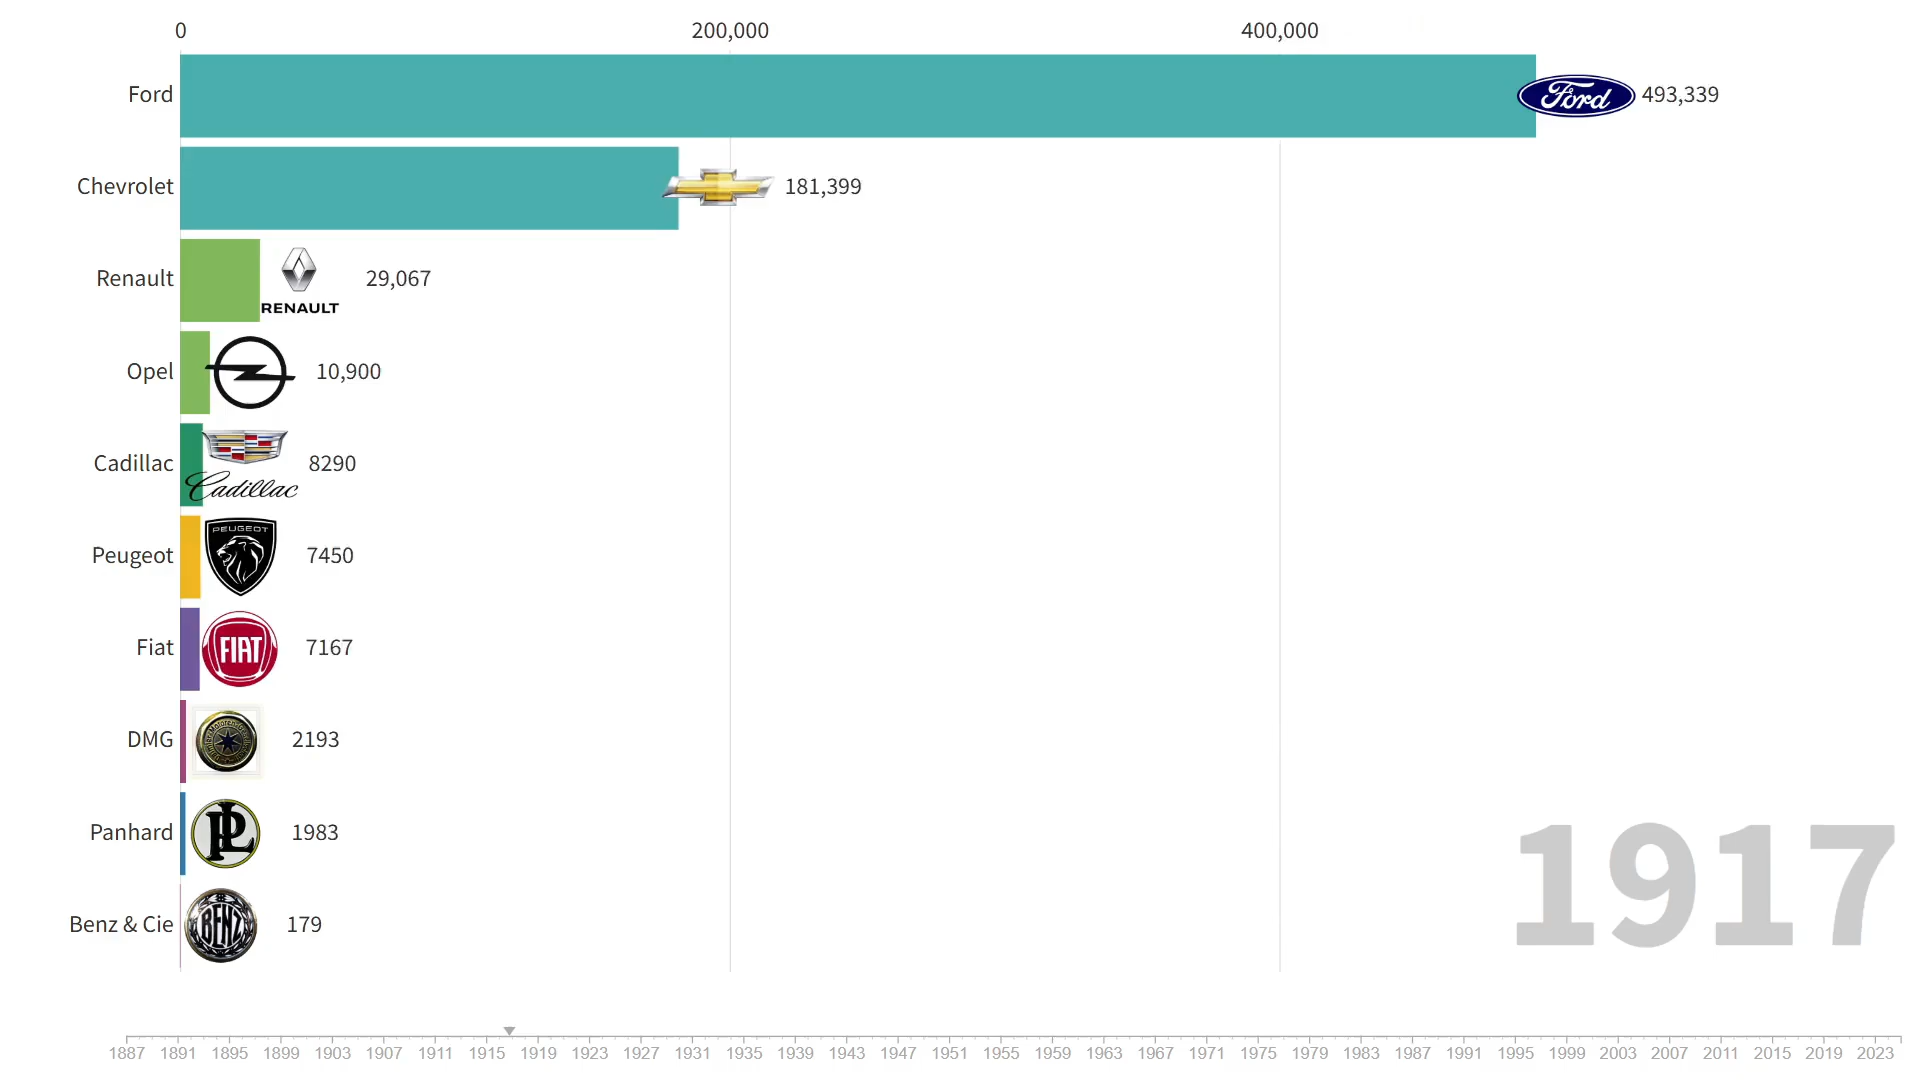 0 200,000 400,000
Ford Ford 493,339
Chevrolet 181,399
Renault 29,067
RENAULT
Opel 10,900
Cadillac 8290
Cadillac
PEUGEOT
Peugeot 7450
Fiat FIAT 7167
DMG 2193
Panhard PL 1983
Benz & Cie BENZ 179
1917
1887 1891 1895 1899 1903 1907 1911 1915 1919 1923 1927 1931 1935 1939 1943 1947 1951 1955 1959 1963 1967 1971 1975 1979 1983 1987 1991 1995 1999 2003 2007 2011 2015 2019 2023